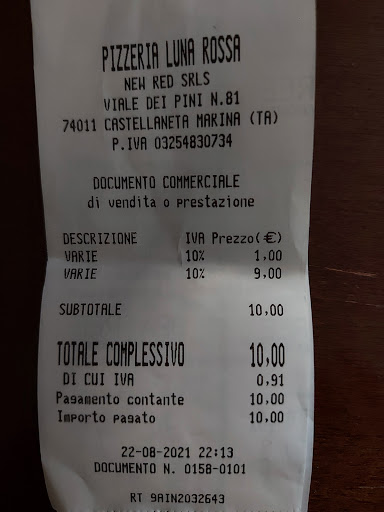 PIZZERIA LUNA ROSSA
NEW RED SRLS
VIALE DEI PINI N.81
74011 CASTELLANETA MARINA (TA)
P.IVA 03254830734
DOCUMENTO COMMERCIALE
di vendita o prestazione
DESCRIZIONE IVA Prezzo(€)
VARIE 10% 1,00
VARIE 10% 9,00
SUBTOTALE 10,00
TOTALE COMPLESSIVO 10,00
DI CUI IVA 0,91
Pagamento contante 10,00
Importo pagato 10,00
22-08-2021 22:13
DOCUMENTO N. 0158-0101
RT 9AIN2032643